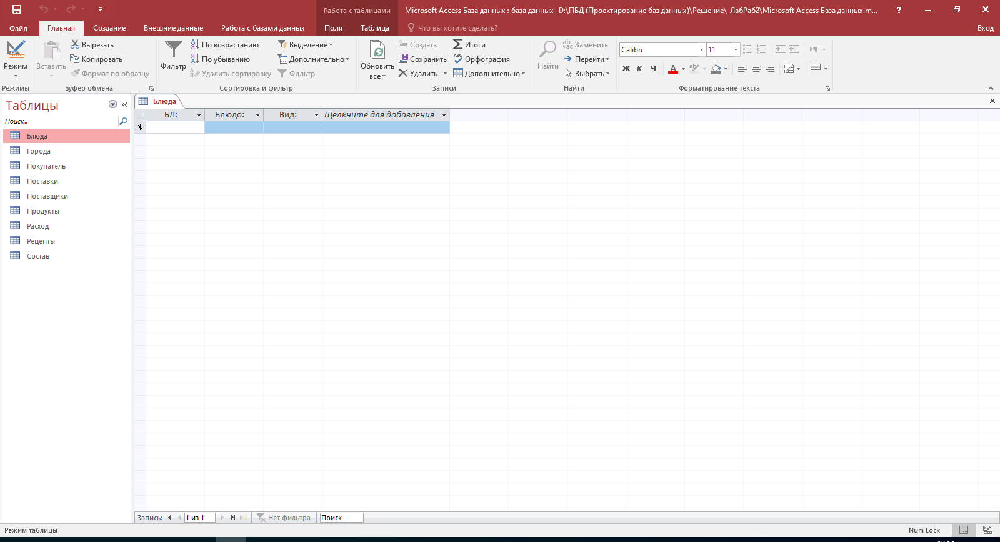 Работа с таблицами
Microsoft Access База данных : база данных- D:\ПБД (Проектирование баз данных)\Решение\_ЛабРаб2\Microsoft Access База данных.m...
?
Файл Главная Создание Внешние данные Работа с базами данных Поля Таблица Что вы хотите сделать? Вход
Режим
Вставить
Вырезать
Копировать
Формат по образцу
Фильтр
По возрастанию
По убыванию
Удалить сортировку
Выделение
Дополнительно
Фильтр
Обновить
все
Создать
Сохранить
Удалить
Итоги
Орфография
Дополнительно
Найти
Заменить
Перейти
Выбрать
Calibri 11
Ж К Ч
Режимы Буфер обмена Сортировка и фильтр Записи Найти Форматирование текста
Таблицы
Поиск...
Блюда
Города
Покупатель
Поставки
Поставщики
Продукты
Расход
Рецепты
Состав
Блюда
БЛ: Блюдо: Вид: Щелкните для добавления
Запись: 1 из 1 Нет фильтра Поиск
Режим таблицы Num Lock